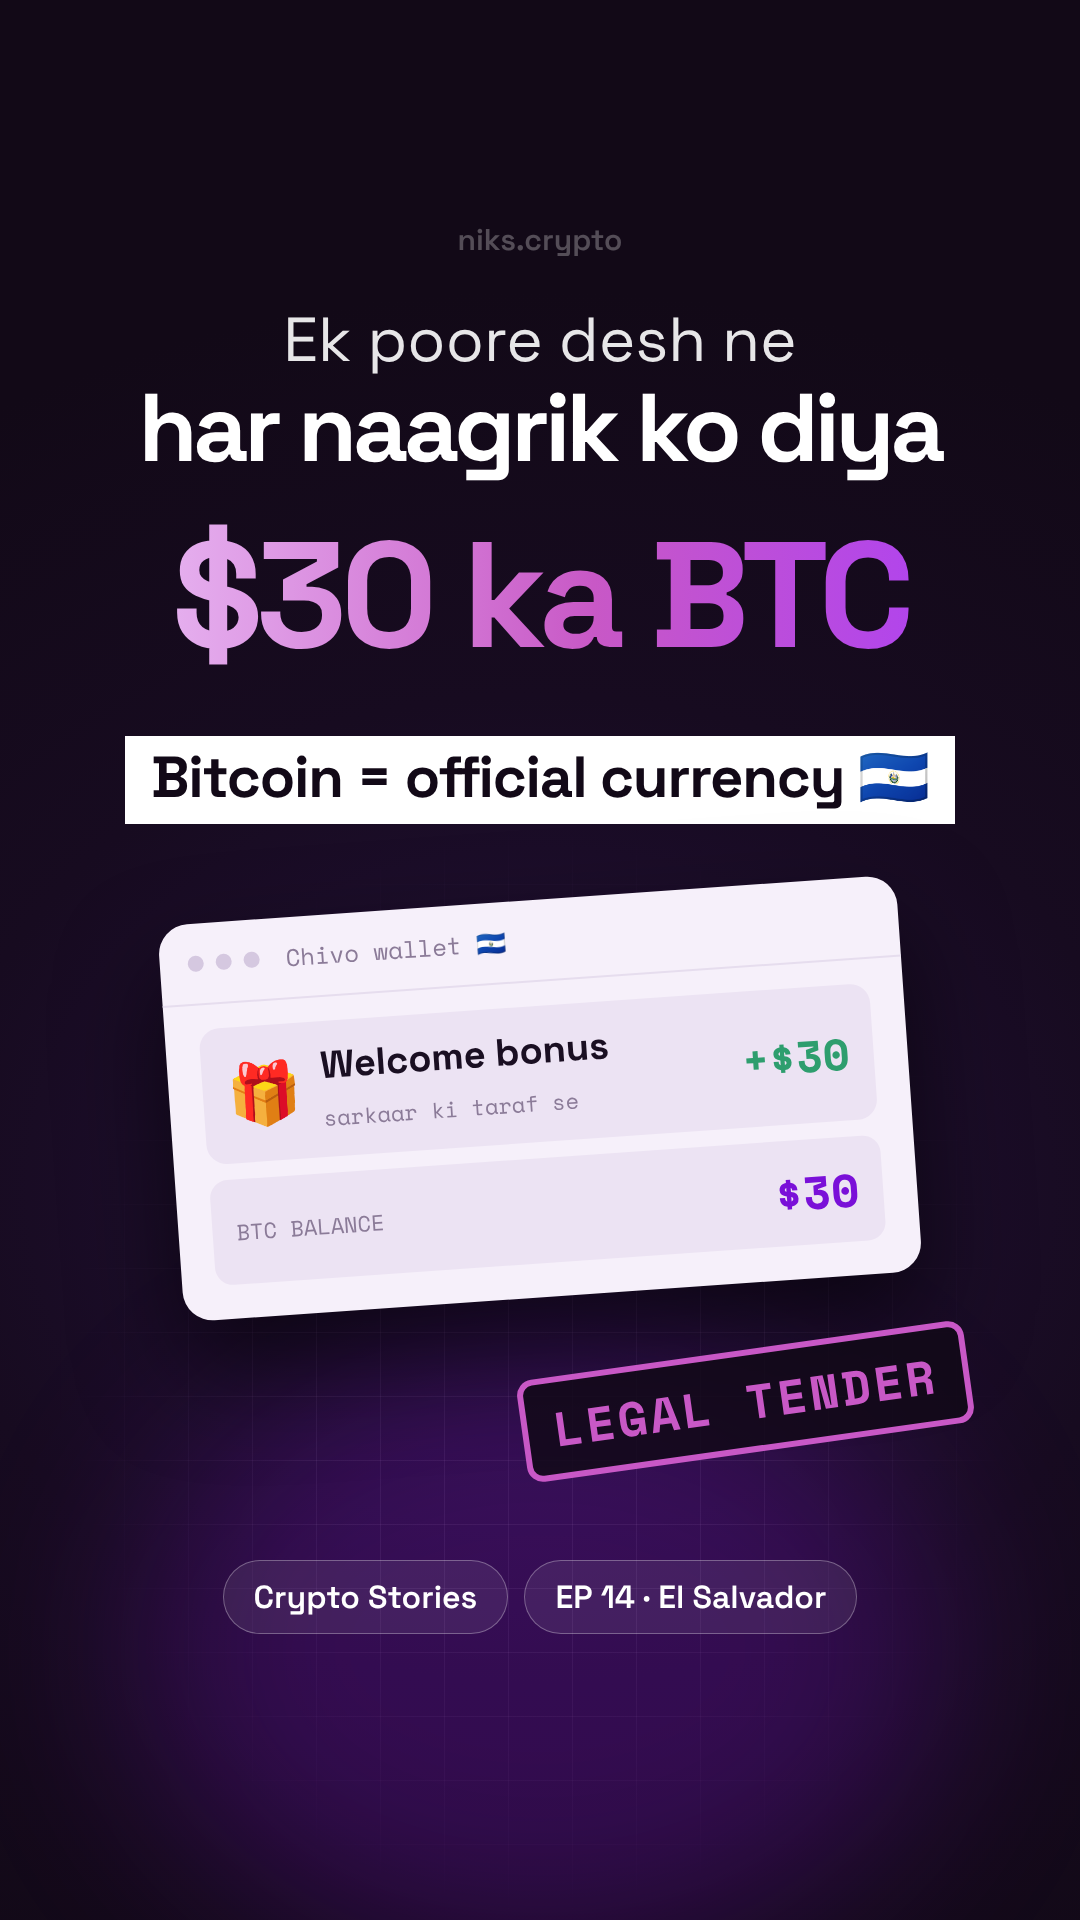 niks.crypto
Ek poore desh ne
har naagrik ko diya
$30 ka BTC
Bitcoin = official currency 🇸🇻
Chivo wallet 🇸🇻
Welcome bonus
+$30
sarkaar ki taraf se
BTC BALANCE
$30
LEGAL TENDER
Crypto Stories
EP 14 · El Salvador